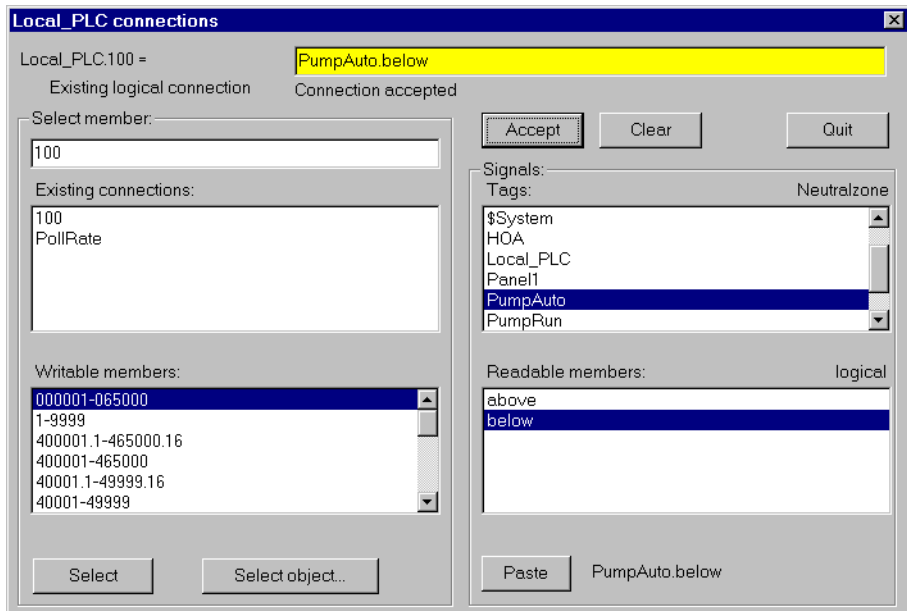 Local_PLC connections
Local_PLC.100 =
PumpAuto.below
Existing logical connection
Connection accepted
Select member:
100
Existing connections:
100
PollRate
Writable members:
000001-065000
1-9999
400001.1-465000.16
400001-465000
40001.1-49999.16
40001-49999
Select
Select object...
Accept
Clear
Quit
Signals:
Tags:
Neutralzone
$System
HOA
Local_PLC
Panel1
PumpAuto
PumpRun
Readable members:
logical
above
below
Paste
PumpAuto.below